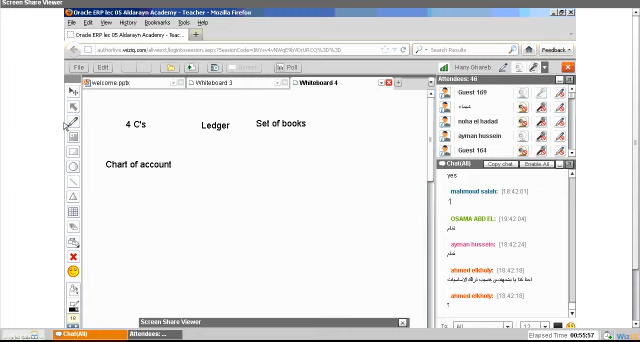 Screen Share Viewer
Oracle ERP lec 05 Aldarayn Academy - Teacher - Mozilla Firefox
File Edit View History Bookmarks Tools Help
Oracle ERP lec 05 Aldarayn Academy - Teac...
Search
Feedback
File Edit Screen Poll Hany Ghareb
welcome.pptx Whiteboard 3 Whiteboard 4
Attendees: 46
Guest 169
شيماء
noha el hadad
ayman hussein
Guest 164
4 C's Ledger Set of books
Chart of account
Chat(All) Copy chat Enable All
yes
mahmoud salah: [18:42:01]
1
OSAMA ABD EL: [19:42:04]
تمام
ayman hussein: [18:42:24]
تمام
ahmed elkholy: [18:42:18]
ahmed elkholy: [18:42:18]
؟
To: All 12
18
Screen Share Viewer
Chat(All) Attendees: ...
Elapsed Time 00:55:57